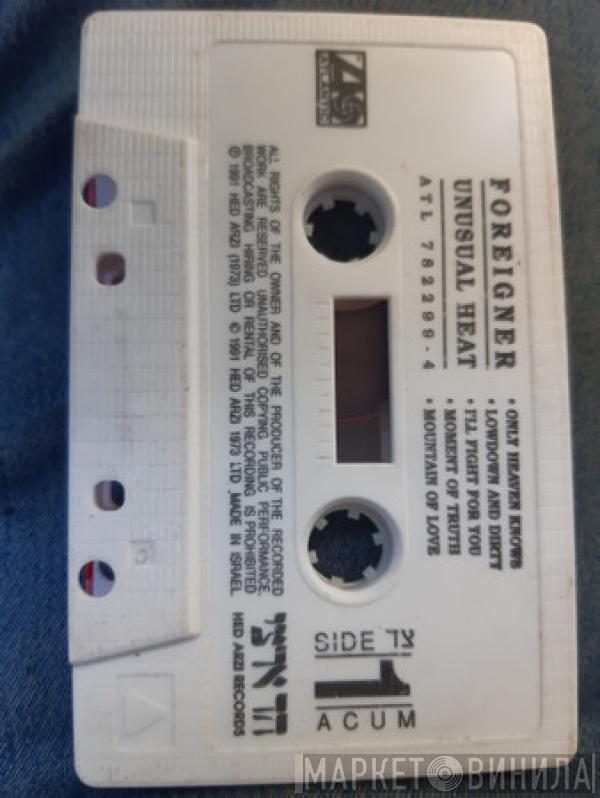 FOREIGNER
UNUSUAL HEAT
ATL 782299-4
• ONLY HEAVEN KNOWS
• LOWDOWN AND DIRTY
• I'LL FIGHT FOR YOU
• MOMENT OF TRUTH
• MOUNTAIN OF LOVE
ATLANTIC
SIDE צד
1
ACUM
ALL RIGHTS OF THE OWNER AND OF THE PRODUCER OF THE RECORDED
WORK ARE RESERVED UNAUTHORISED COPYING PUBLIC PERFORMANCE,
BROADCASTING HIRING OR RENTAL OF THIS RECORDING IS PROHIBITED
℗ 1991 HED ARZI (1973) LTD © 1991 HED ARZI 1973 LTD MADE IN ISRAEL
הד ארצי
HED ARZI RECORDS
МАРКЕТ ВИНИЛА